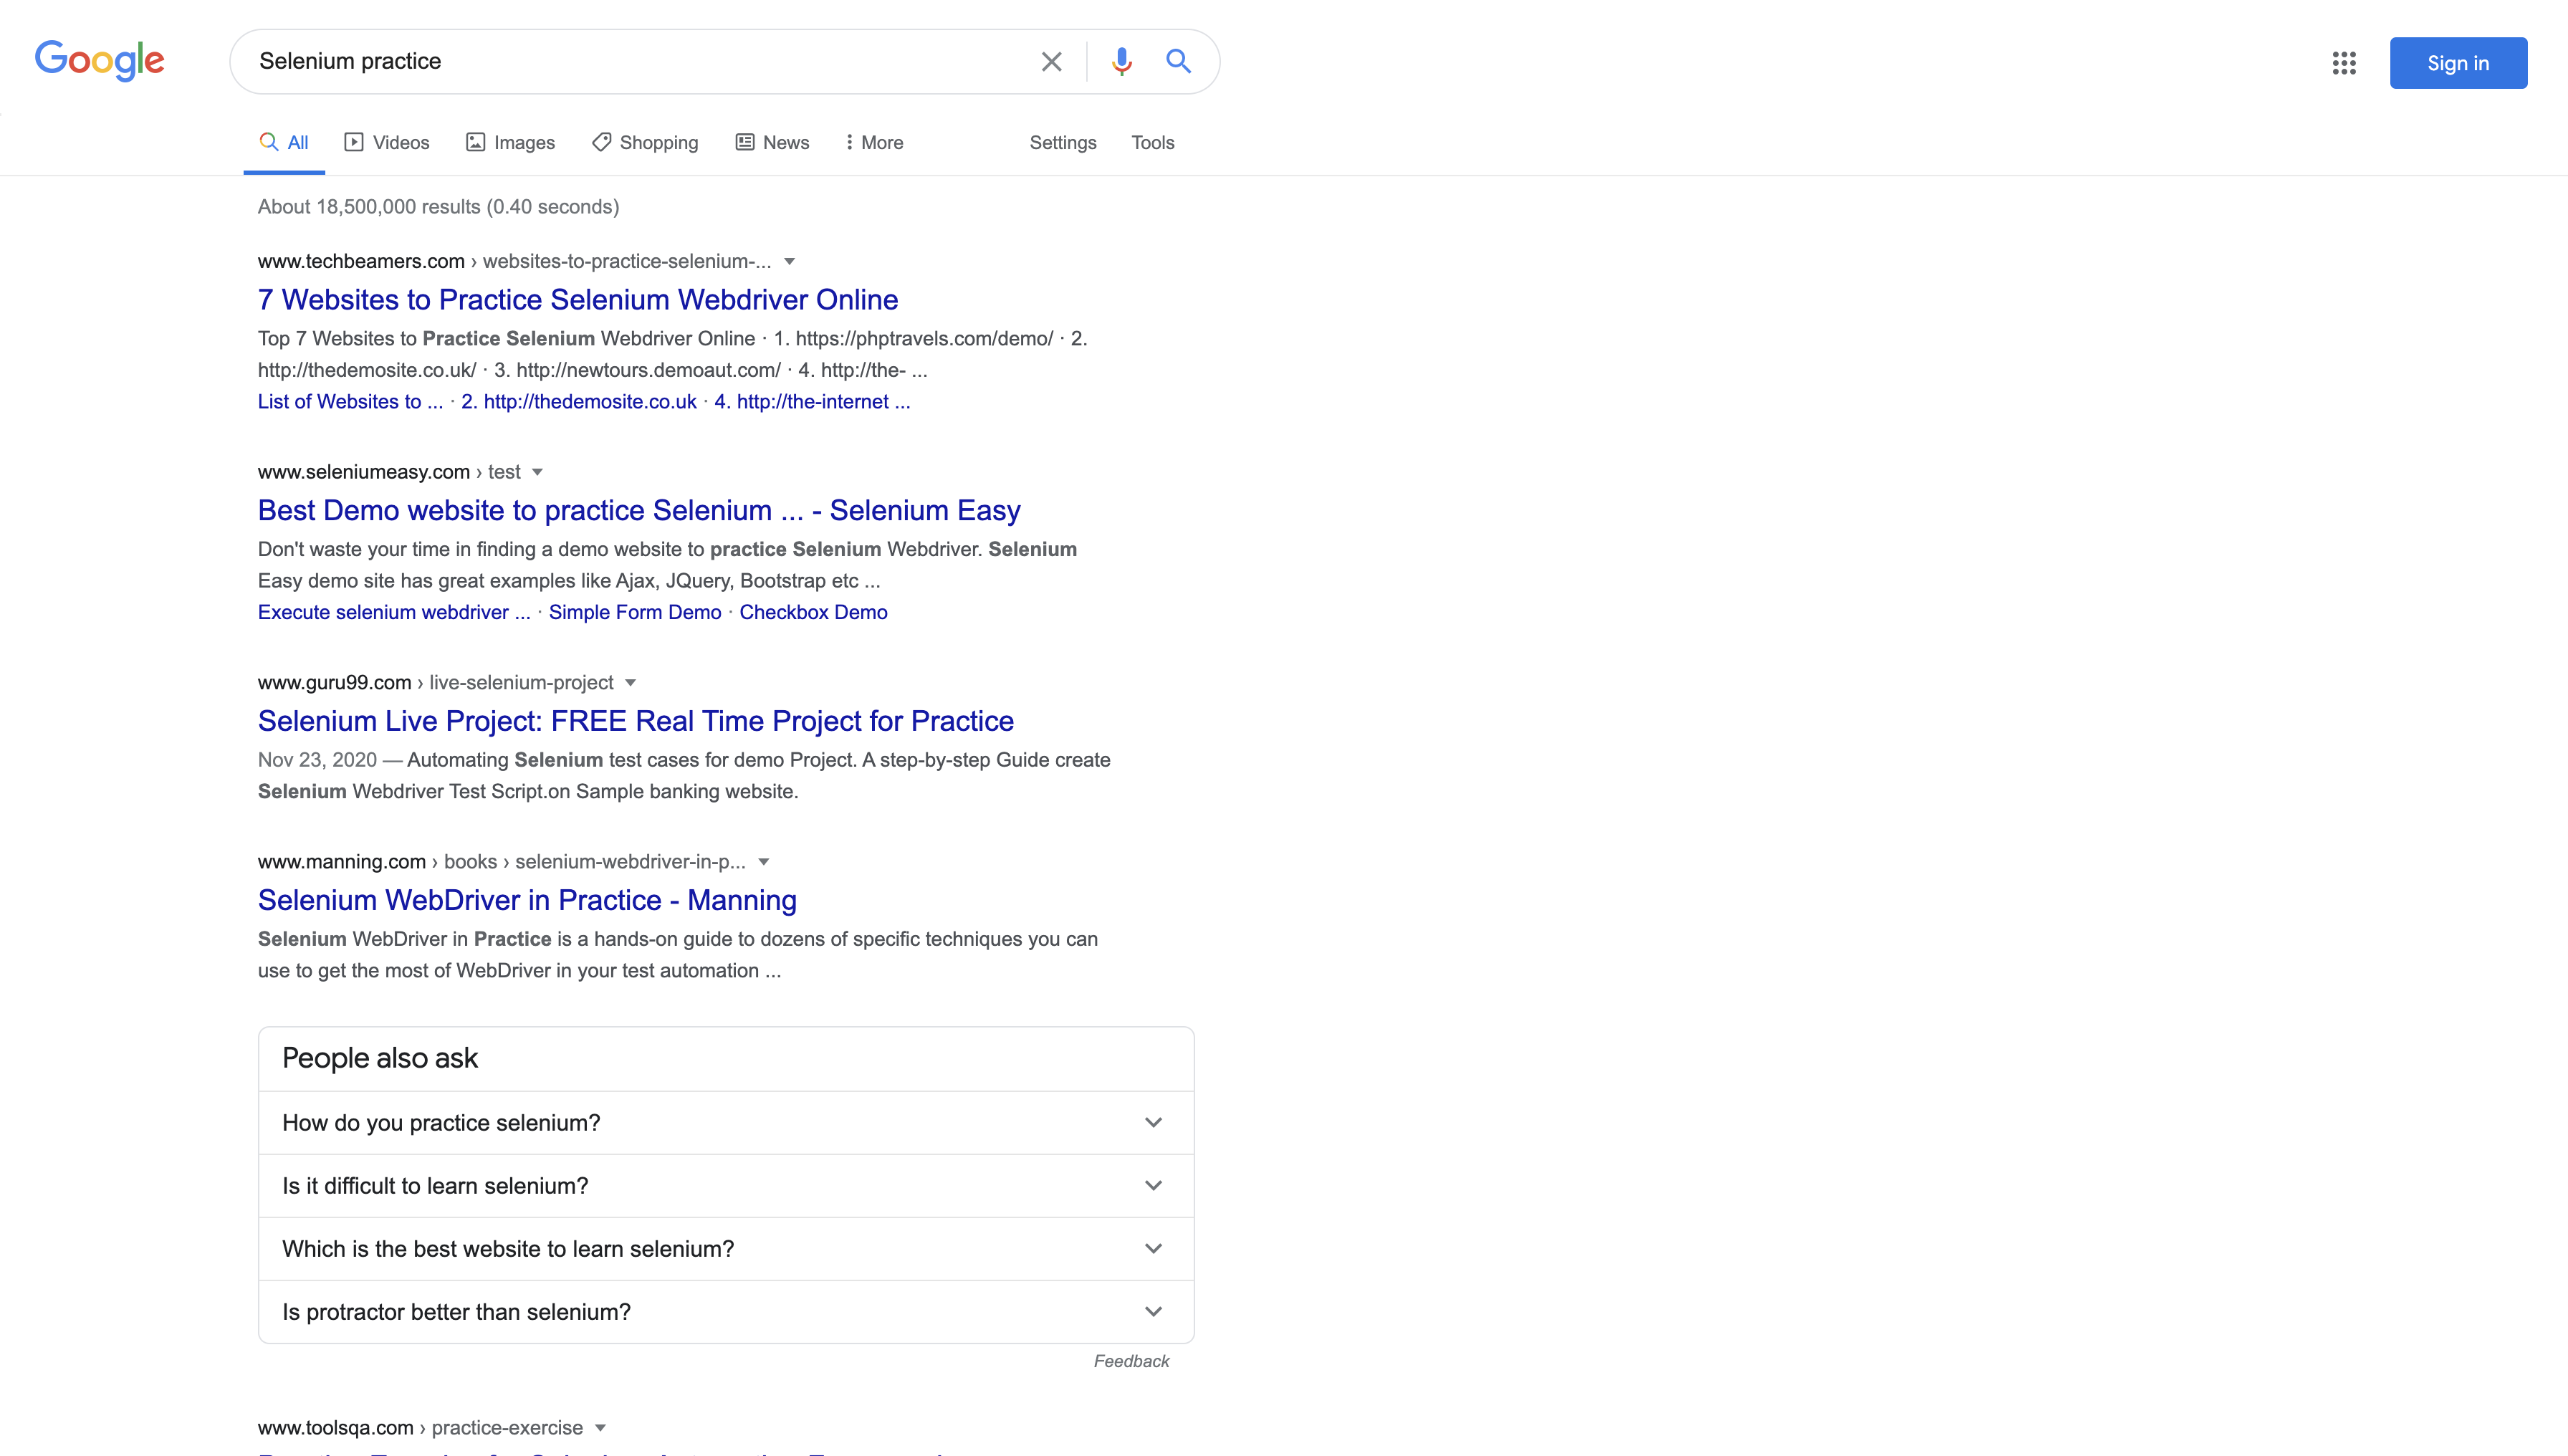 Google
Selenium practice
Sign in
All
Videos
Images
Shopping
News
More
Settings
Tools
About 18,500,000 results (0.40 seconds)
www.techbeamers.com › websites-to-practice-selenium-...
7 Websites to Practice Selenium Webdriver Online
Top 7 Websites to Practice Selenium Webdriver Online · 1. https://phptravels.com/demo/ · 2.
http://thedemosite.co.uk/ · 3. http://newtours.demoaut.com/ · 4. http://the- ...
List of Websites to ... · 2. http://thedemosite.co.uk · 4. http://the-internet ...
www.seleniumeasy.com › test
Best Demo website to practice Selenium ... - Selenium Easy
Don't waste your time in finding a demo website to practice Selenium Webdriver. Selenium
Easy demo site has great examples like Ajax, JQuery, Bootstrap etc ...
Execute selenium webdriver ... · Simple Form Demo · Checkbox Demo
www.guru99.com › live-selenium-project
Selenium Live Project: FREE Real Time Project for Practice
Nov 23, 2020 — Automating Selenium test cases for demo Project. A step-by-step Guide create
Selenium Webdriver Test Script.on Sample banking website.
www.manning.com › books › selenium-webdriver-in-p...
Selenium WebDriver in Practice - Manning
Selenium WebDriver in Practice is a hands-on guide to dozens of specific techniques you can
use to get the most of WebDriver in your test automation ...
People also ask
How do you practice selenium?
Is it difficult to learn selenium?
Which is the best website to learn selenium?
Is protractor better than selenium?
Feedback
www.toolsqa.com › practice-exercise